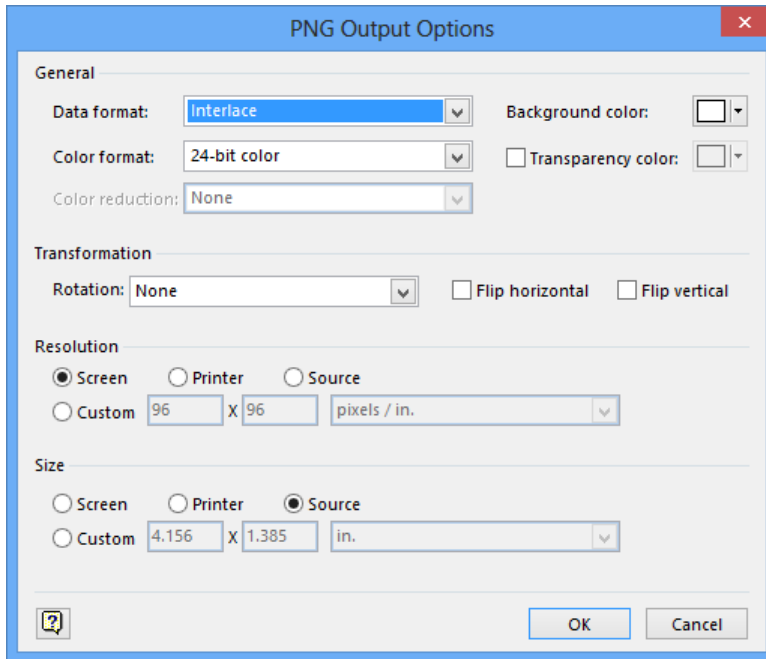 PNG Output Options
General
Data format: Interlace Background color:
Color format: 24-bit color Transparency color:
Color reduction: None
Transformation
Rotation: None Flip horizontal Flip vertical
Resolution
Screen Printer Source
Custom 96 X 96 pixels / in.
Size
Screen Printer Source
Custom 4.156 X 1.385 in.
? OK Cancel